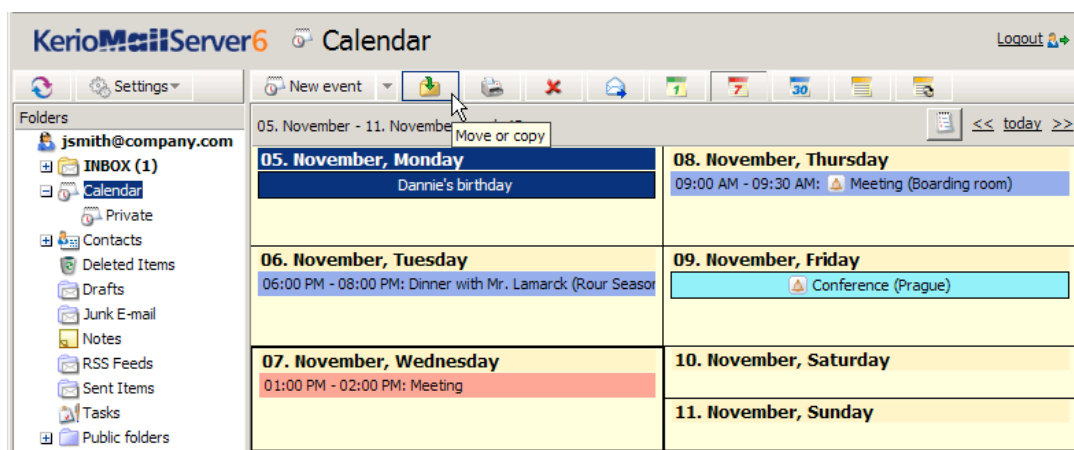 KerioMailServer6 Calendar Logout
Settings New event 1 7 30
Folders
jsmith@company.com
INBOX (1)
Calendar
Private
Contacts
Deleted Items
Drafts
Junk E-mail
Notes
RSS Feeds
Sent Items
Tasks
Public folders
05. November - 11. Novembe
Move or copy
<< today >>
05. November, Monday
Dannie's birthday
06. November, Tuesday
06:00 PM - 08:00 PM: Dinner with Mr. Lamarck (Rour Seasor
07. November, Wednesday
01:00 PM - 02:00 PM: Meeting
08. November, Thursday
09:00 AM - 09:30 AM: Meeting (Boarding room)
09. November, Friday
Conference (Prague)
10. November, Saturday
11. November, Sunday